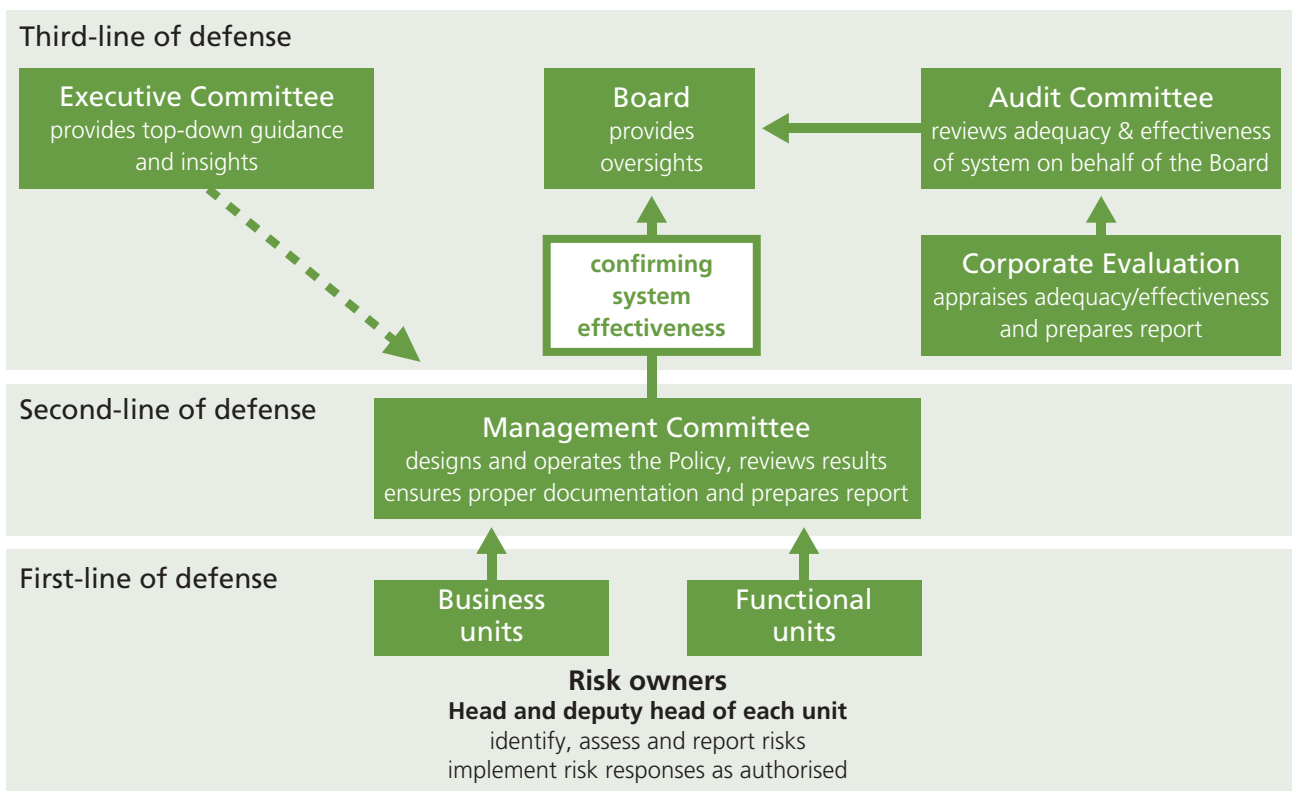 Third-line of defense
Executive Committee
provides top-down guidance
and insights
Board
provides
oversights
Audit Committee
reviews adequacy & effectiveness
of system on behalf of the Board
confirming
system
effectiveness
Corporate Evaluation
appraises adequacy/effectiveness
and prepares report
Second-line of defense
Management Committee
designs and operates the Policy, reviews results
ensures proper documentation and prepares report
First-line of defense
Business
units
Functional
units
Risk owners
Head and deputy head of each unit
identify, assess and report risks
implement risk responses as authorised